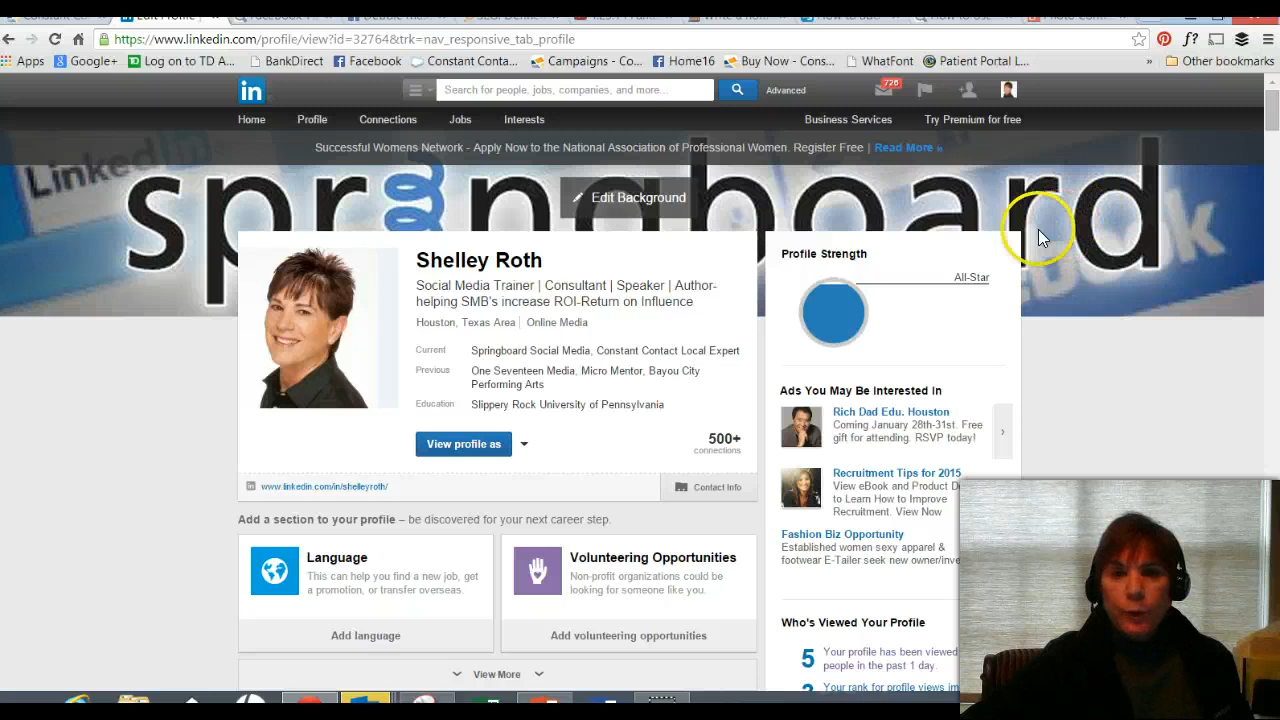 Edit Profile
https://www.linkedin.com/profile/view?id=32764&trk=nav_responsive_tab_profile
Apps Google+ Log on to TD A... BankDirect Facebook Constant Conta... Campaigns - Co... Home16 Buy Now - Cons... WhatFont Patient Portal L... » Other bookmarks
in Search for people, jobs, companies, and more... Advanced 726
Home Profile Connections Jobs Interests Business Services Try Premium for free
Successful Womens Network - Apply Now to the National Association of Professional Women. Register Free | Read More »
LinkedIn
springboard
Edit Background
Shelley Roth
Social Media Trainer | Consultant | Speaker | Author-
helping SMB's increase ROI-Return on Influence
Houston, Texas Area | Online Media
Current Springboard Social Media, Constant Contact Local Expert
Previous One Seventeen Media, Micro Mentor, Bayou City
Performing Arts
Education Slippery Rock University of Pennsylvania
View profile as
500+
connections
www.linkedin.com/in/shelleyroth/
Contact Info
Add a section to your profile – be discovered for your next career step.
Language
This can help you find a new job, get
a promotion, or transfer overseas.
Add language
Volunteering Opportunities
Non-profit organizations could be
looking for someone like you.
Add volunteering opportunities
View More
Profile Strength
All-Star
Ads You May Be Interested In
Rich Dad Edu. Houston
Coming January 28th-31st. Free
gift for attending. RSVP today!
Recruitment Tips for 2015
View eBook and Product D
to Learn How to Improve
Recruitment. View Now
Fashion Biz Opportunity
Established women sexy apparel &
footwear E-Tailer seek new owner/inv
Who's Viewed Your Profile
5 Your profile has been viewed
people in the past 1 day.
Your rank for profile views im